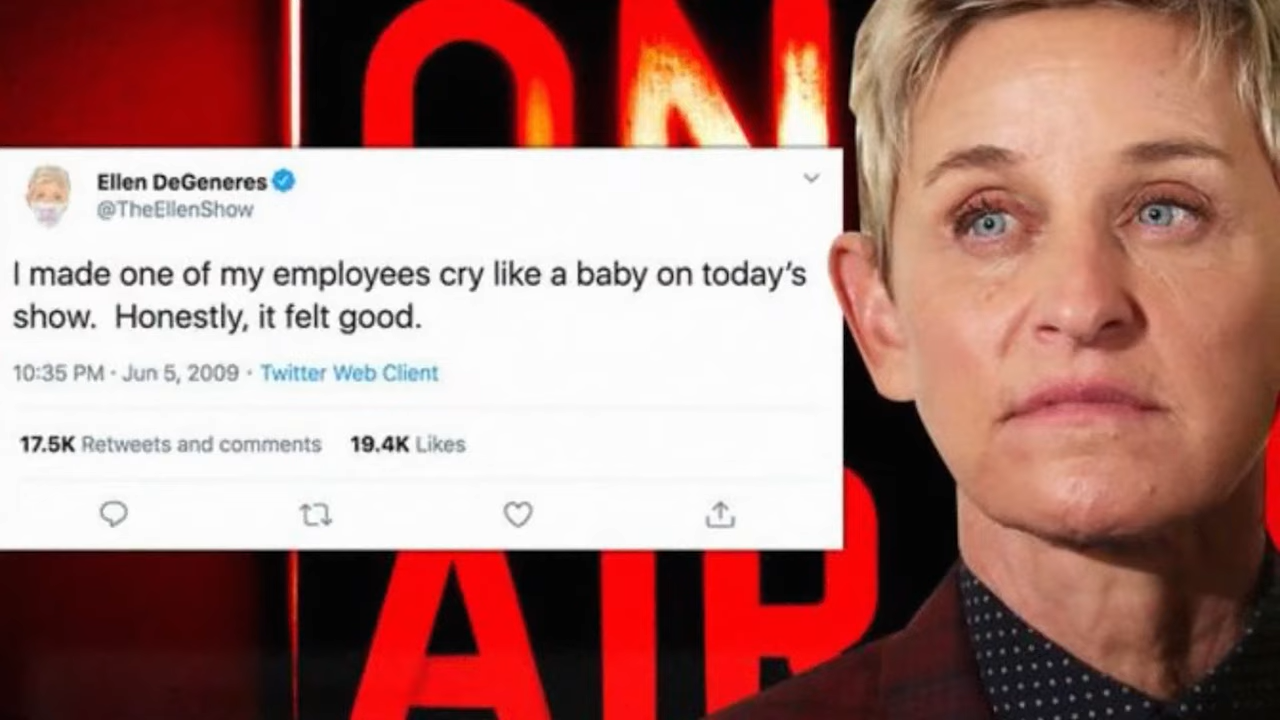 ON
Ellen DeGeneres
@TheEllenShow
I made one of my employees cry like a baby on today’s
show.  Honestly, it felt good.
10:35 PM · Jun 5, 2009 · Twitter Web Client
17.5K Retweets and comments 19.4K Likes
AIR